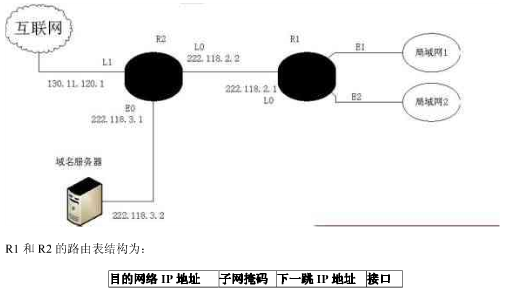 互联网
R2
R1
L1
L0
222.118.2.2
E1
局域网1
130.11.120.1
E0
222.118.3.1
222.118.2.1
L0
E2
局域网2
域名服务器
222.118.3.2
R1 和 R2 的路由表结构为:
目的网络 IP 地址 子网掩码 下一跳 IP 地址 接口